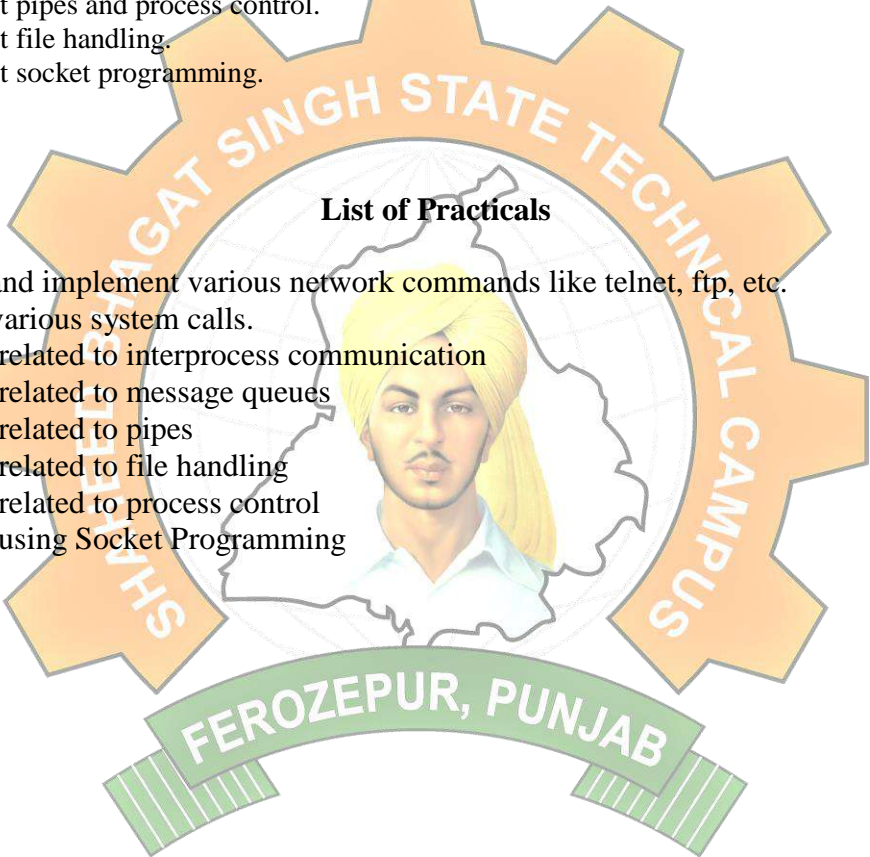 t pipes and process control.
t file handling.
t socket programming.
List of Practicals
and implement various network commands like telnet, ftp, etc.
various system calls.
related to interprocess communication
related to message queues
related to pipes
related to file handling
related to process control
using Socket Programming
SHAHEED BHAGAT SINGH STATE TECHNICAL CAMPUS
FEROZEPUR, PUNJAB